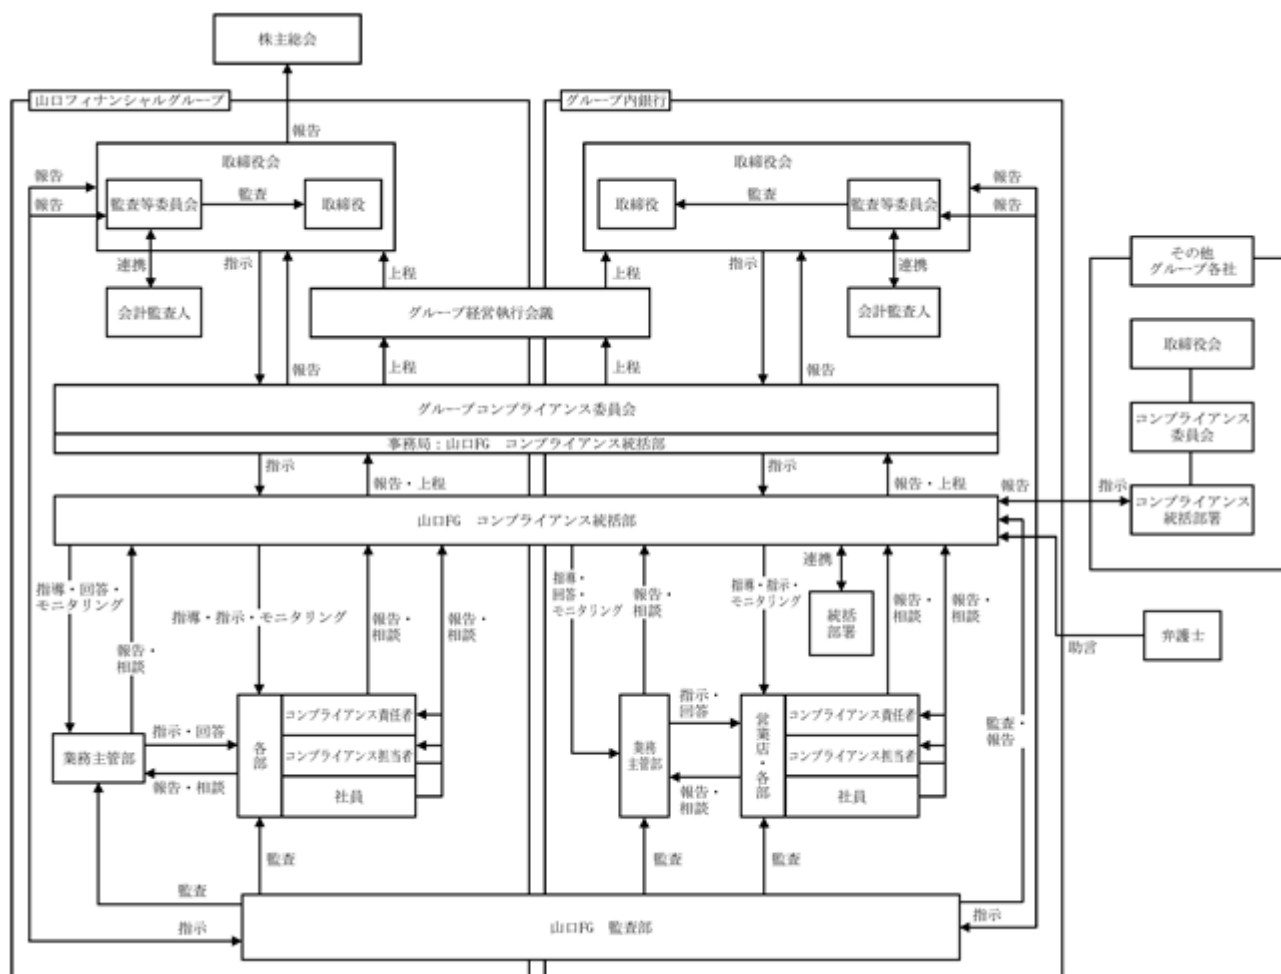 株主総会
山口フィナンシャルグループ
グループ内銀行
報告
取締役会
取締役会
報告
報告
監査等委員会
監査
取締役
取締役
監査
監査等委員会
報告
報告
連携
指示
上程
上程
指示
連携
その他
グループ各社
会計監査人
グループ経営執行会議
会計監査人
取締役会
報告
上程
上程
報告
グループコンプライアンス委員会
事務局:山口FG コンプライアンス統括部
コンプライアンス
委員会
指示
報告・上程
指示
報告・上程
報告
指示
コンプライアンス
統括部署
山口FG コンプライアンス統括部
指導・回答・
モニタリング
報告・
相談
指導・指示・モニタリング
報告・
相談
報告・
相談
指導・
回答・
モニタリング
報告・
相談
指導・指示・
モニタリング
連携
統括
部署
報告・
相談
報告・
相談
弁護士
助言
業務主管部
指示・回答
報告・相談
各部
コンプライアンス責任者
コンプライアンス担当者
社員
業務
主管部
指示・
回答
報告・
相談
営業店・各部
コンプライアンス責任者
コンプライアンス担当者
社員
監査・
報告
監査
監査
監査
監査
指示
山口FG 監査部
指示